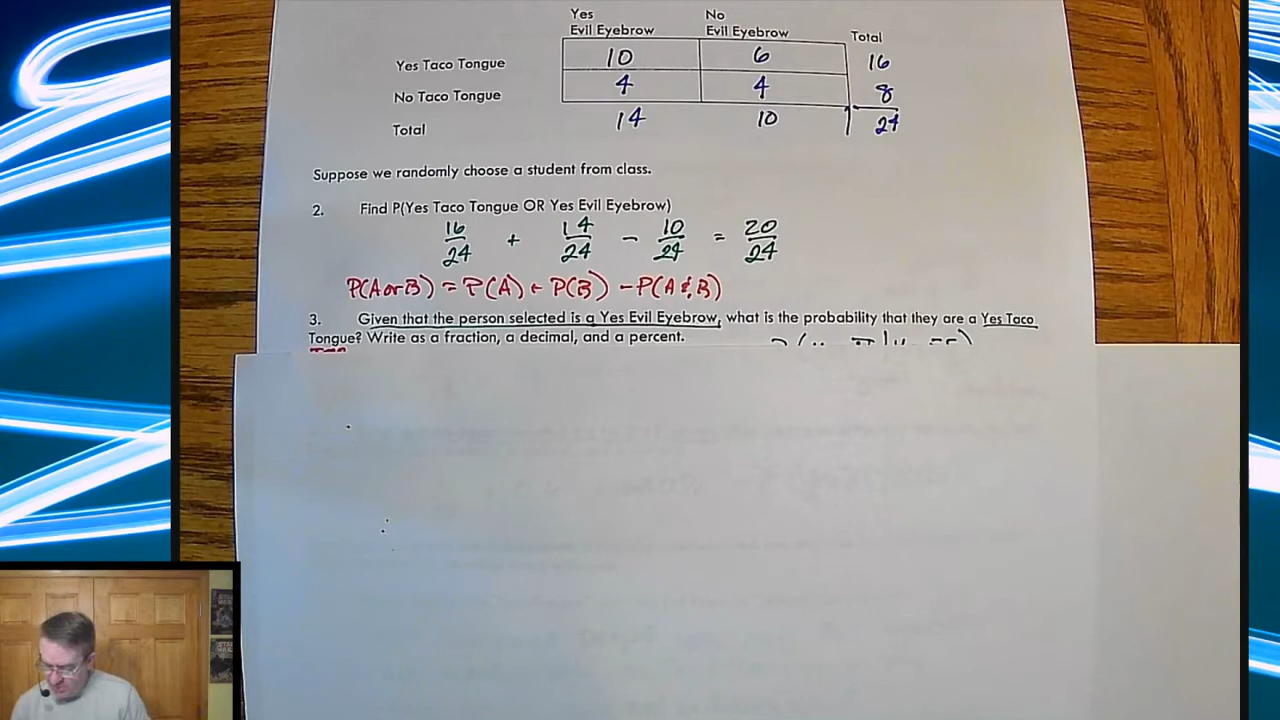 Yes No
Evil Eyebrow Evil Eyebrow Total
Yes Taco Tongue 10 6 16
No Taco Tongue 4 4 8
Total 14 10 24
Suppose we randomly choose a student from class.
2. Find P(Yes Taco Tongue OR Yes Evil Eyebrow)
16/24 + 14/24 - 10/24 = 20/24
P(A or B) = P(A) + P(B) - P(A & B)
3. Given that the person selected is a Yes Evil Eyebrow, what is the probability that they are a Yes Taco
Tongue? Write as a fraction, a decimal, and a percent.